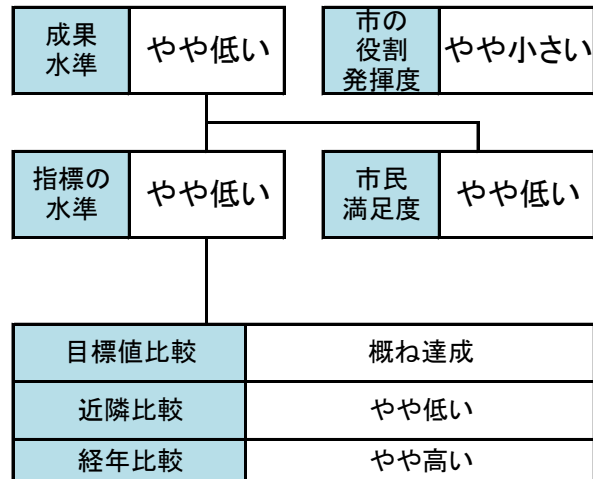 成果
水準
やや低い
市の
役割
発揮度
やや小さい
指標の
水準
やや低い
市民
満足度
やや低い
目標値比較
概ね達成
近隣比較
やや低い
経年比較
やや高い